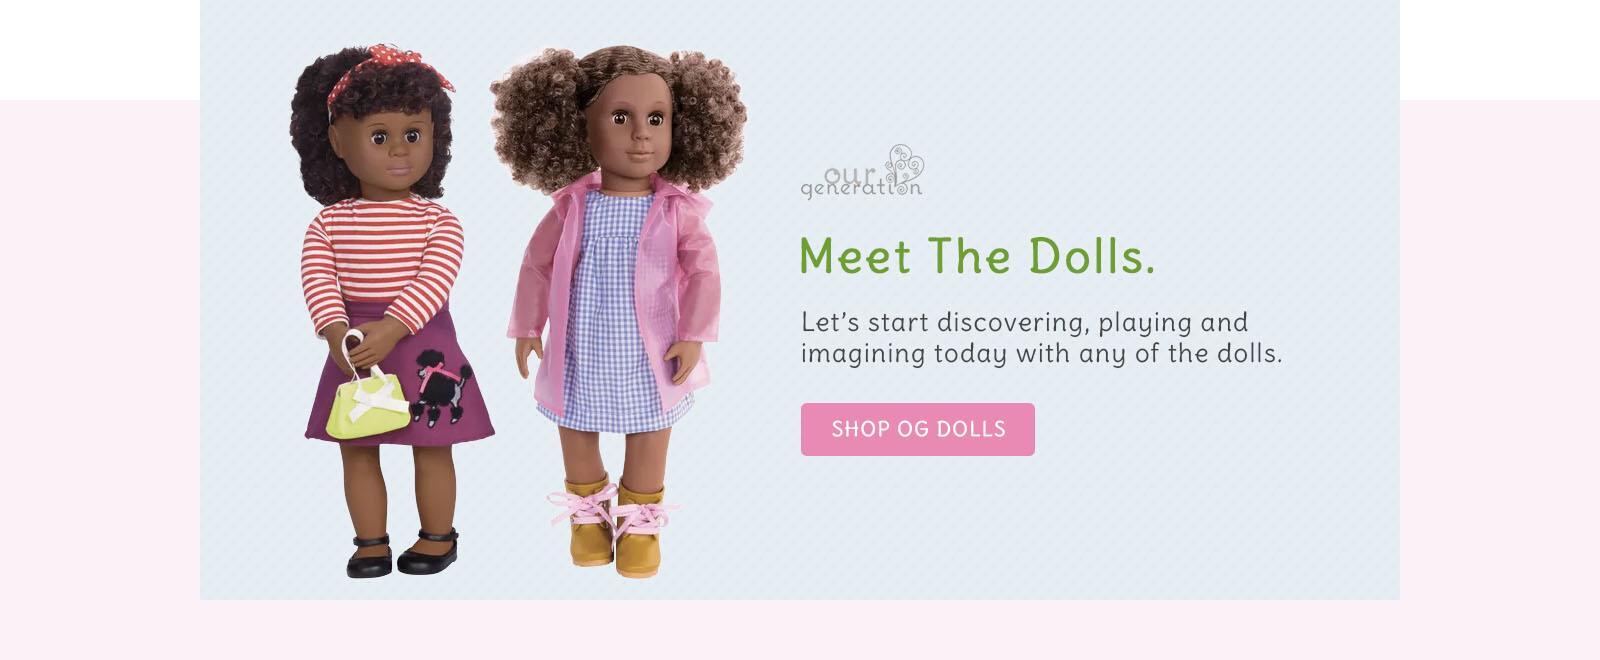 our
generation
Meet The Dolls.
Let’s start discovering, playing and
imagining today with any of the dolls.
SHOP OG DOLLS